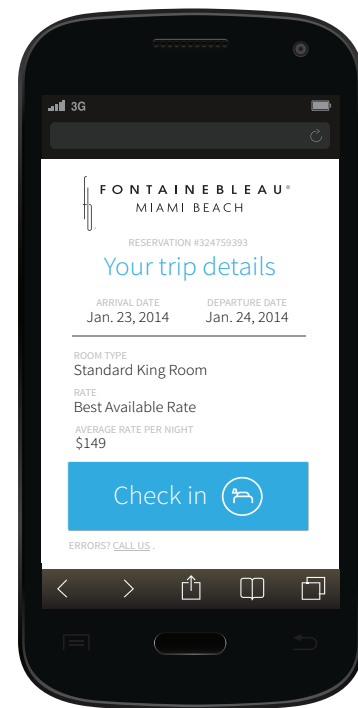 3G
FONTAINEBLEAU®
MIAMI BEACH
RESERVATION #324759393
Your trip details
ARRIVAL DATE DEPARTURE DATE
Jan. 23, 2014 Jan. 24, 2014
ROOM TYPE
Standard King Room
RATE
Best Available Rate
AVERAGE RATE PER NIGHT
$149
Check in
ERRORS? CALL US .